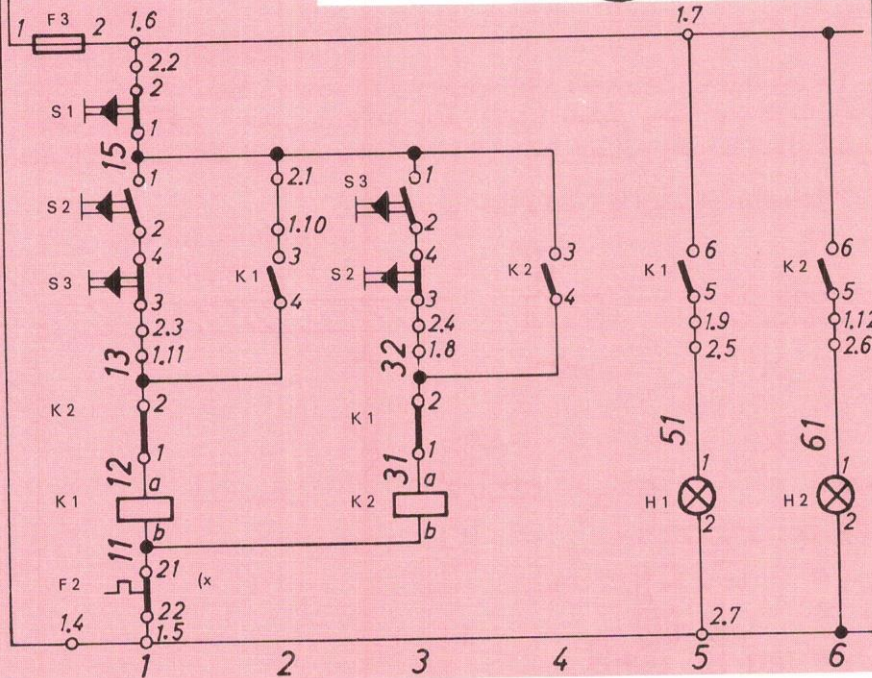 1 F3 2 1.6 1.7
2.2
2
S1
1
15
1 2.1 S3 1
S2
2 1.10 2
4 3 4 K2 3 6 6
S3 K1 S2 K1 K2
3 4 3 4 5 5
2.3 2.4 1.9 1.12
1.11 1.8 2.5 2.6
13 32
K2 2 K1 2
51 61
1 1
12 31
a a 1 1
K1 K2 H1 H2
b b 2 2
11
21
F2 (x
22
1.4 1.5 2.7
1 2 3 4 5 6